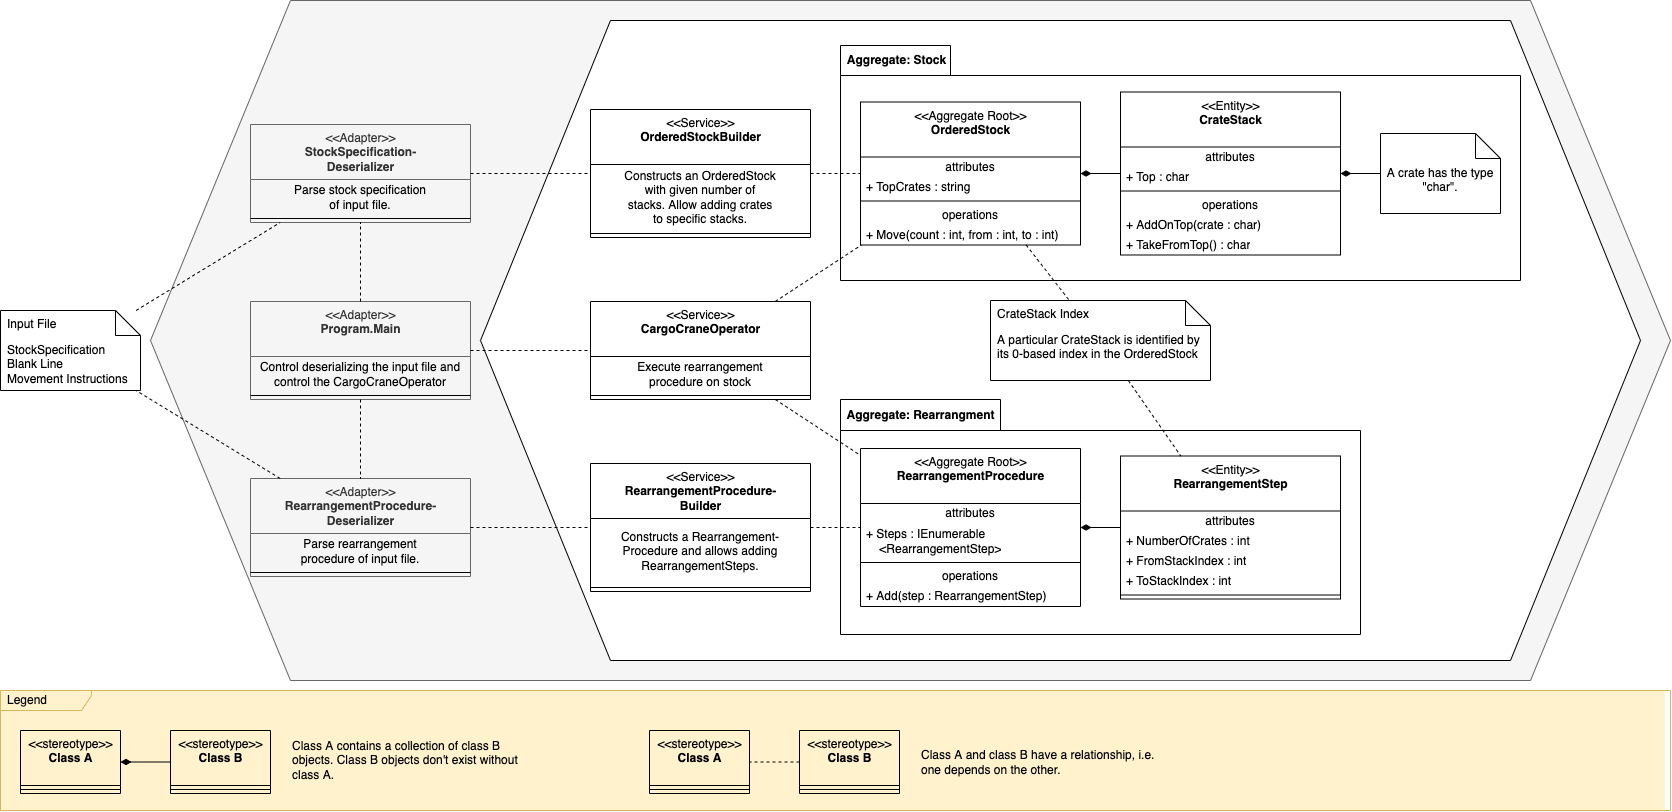 Aggregate: Stock
<<Adapter>>
StockSpecification-
Deserializer
Parse stock specification
of input file.
<<Service>>
OrderedStockBuilder
Constructs an OrderedStock
with given number of
stacks. Allow adding crates
to specific stacks.
<<Aggregate Root>>
OrderedStock
attributes
+ TopCrates : string
operations
+ Move(count : int, from : int, to : int)
<<Entity>>
CrateStack
attributes
+ Top : char
operations
+ AddOnTop(crate : char)
+ TakeFromTop() : char
A crate has the type
"char".
Input File
StockSpecification
Blank Line
Movement Instructions
<<Adapter>>
Program.Main
Control deserializing the input file and
control the CargoCraneOperator
<<Service>>
CargoCraneOperator
Execute rearrangement
procedure on stock
CrateStack Index
A particular CrateStack is identified by
its 0-based index in the OrderedStock
Aggregate: Rearrangment
<<Adapter>>
RearrangementProcedure-
Deserializer
Parse rearrangement
procedure of input file.
<<Service>>
RearrangementProcedure-
Builder
Constructs a Rearrangement-
Procedure and allows adding
RearrangementSteps.
<<Aggregate Root>>
RearrangementProcedure
attributes
+ Steps : IEnumerable
<RearrangementStep>
operations
+ Add(step : RearrangementStep)
<<Entity>>
RearrangementStep
attributes
+ NumberOfCrates : int
+ FromStackIndex : int
+ ToStackIndex : int
Legend
<<stereotype>>
Class A
<<stereotype>>
Class B
Class A contains a collection of class B
objects. Class B objects don't exist without
class A.
<<stereotype>>
Class A
<<stereotype>>
Class B
Class A and class B have a relationship, i.e.
one depends on the other.